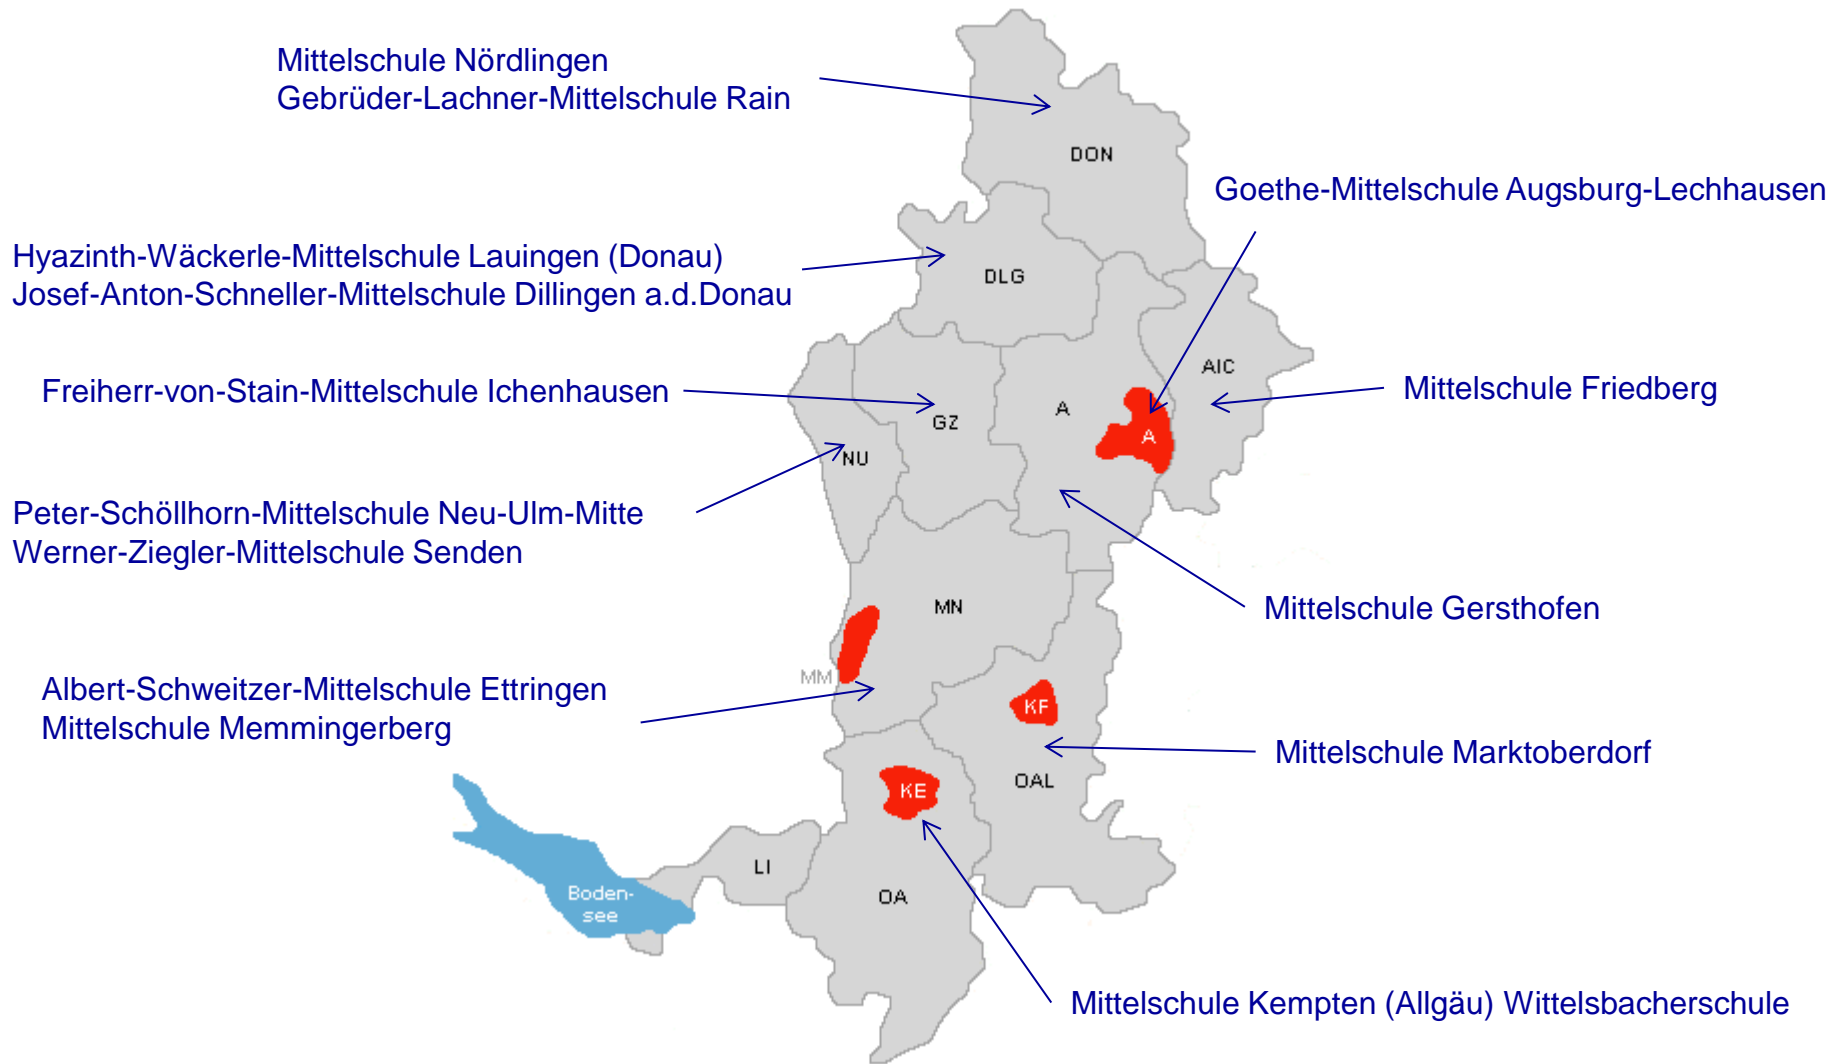 Mittelschule Nördlingen
Gebrüder-Lachner-Mittelschule Rain
DON
Goethe-Mittelschule Augsburg-Lechhausen
Hyazinth-Wäckerle-Mittelschule Lauingen (Donau)
Josef-Anton-Schneller-Mittelschule Dillingen a.d.Donau
DLG
AIC
Freiherr-von-Stain-Mittelschule Ichenhausen
Mittelschule Friedberg
A
GZ
A
NU
Peter-Schöllhorn-Mittelschule Neu-Ulm-Mitte
Werner-Ziegler-Mittelschule Senden
MN
Mittelschule Gersthofen
MM
Albert-Schweitzer-Mittelschule Ettringen
Mittelschule Memmingerberg
KF
Mittelschule Marktoberdorf
OAL
KE
LI
Boden-
see
OA
Mittelschule Kempten (Allgäu) Wittelsbacherschule